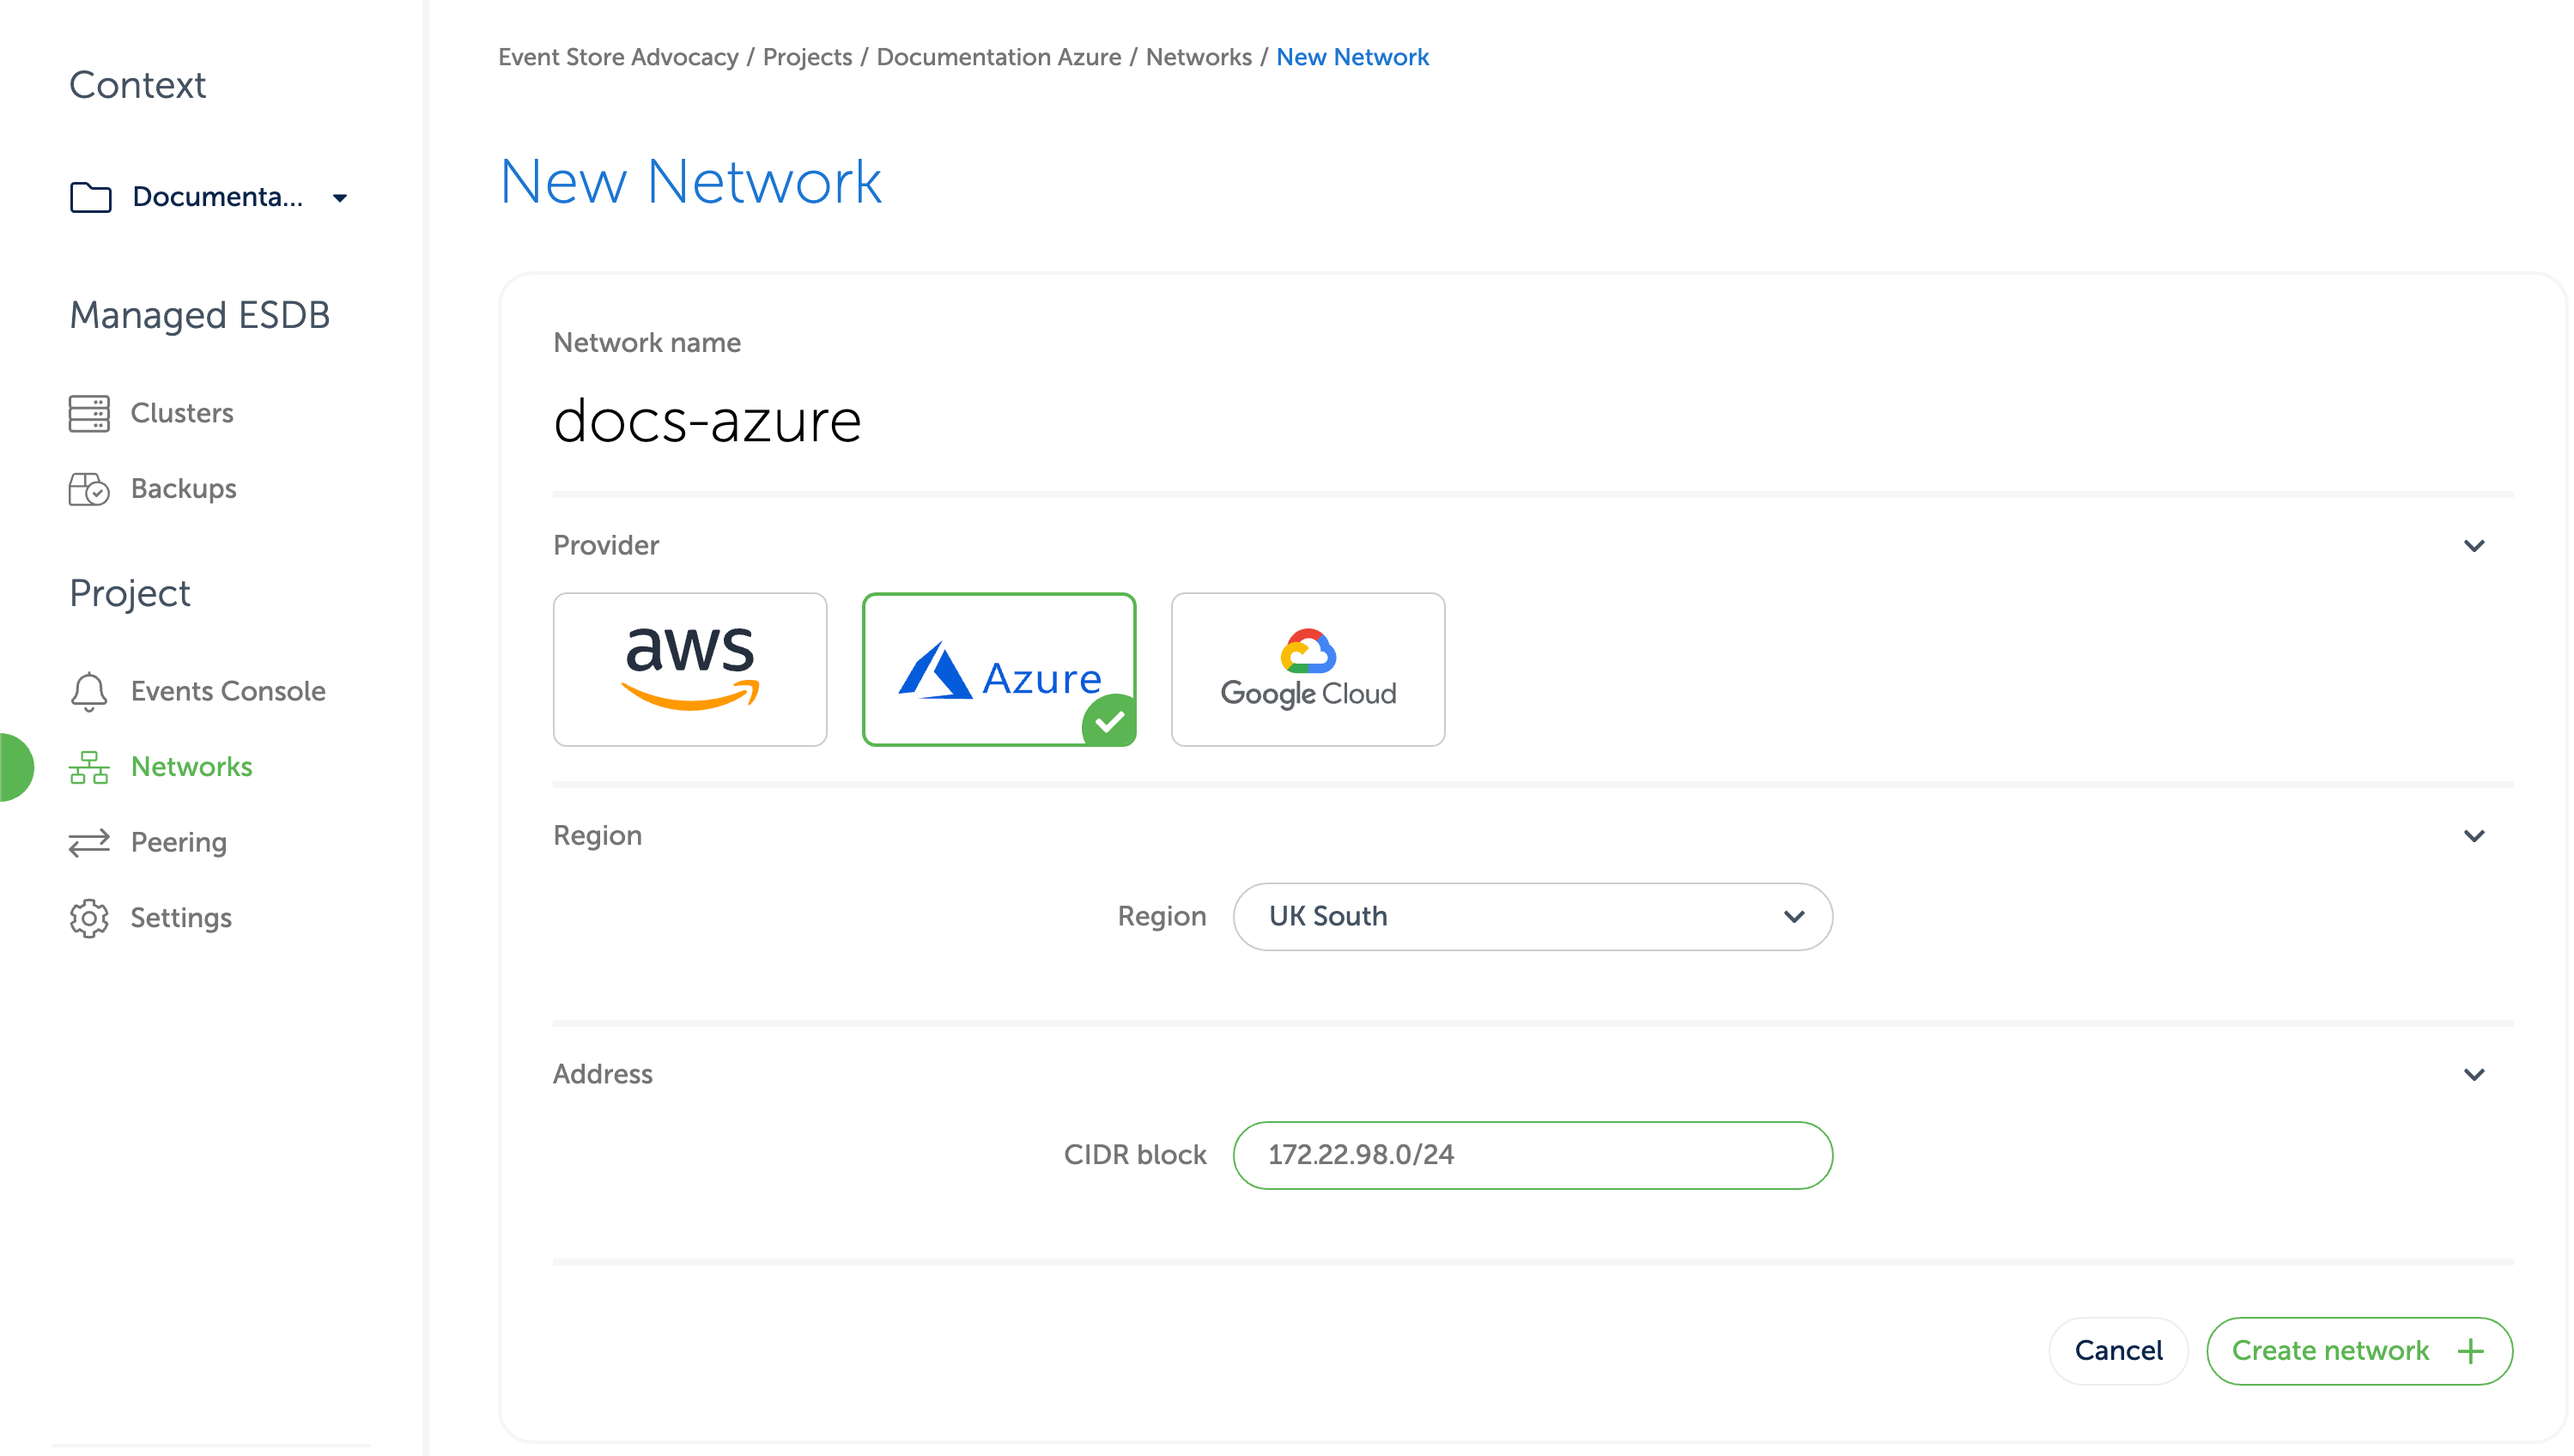 Context
Documenta...
Managed ESDB
Clusters
Backups
Project
Events Console
Networks
Peering
Settings
Event Store Advocacy / Projects / Documentation Azure / Networks / New Network
New Network
Network name
docs-azure
Provider
aws
Azure
Google Cloud
Region
Region UK South
Address
CIDR block 172.22.98.0/24
Cancel Create network